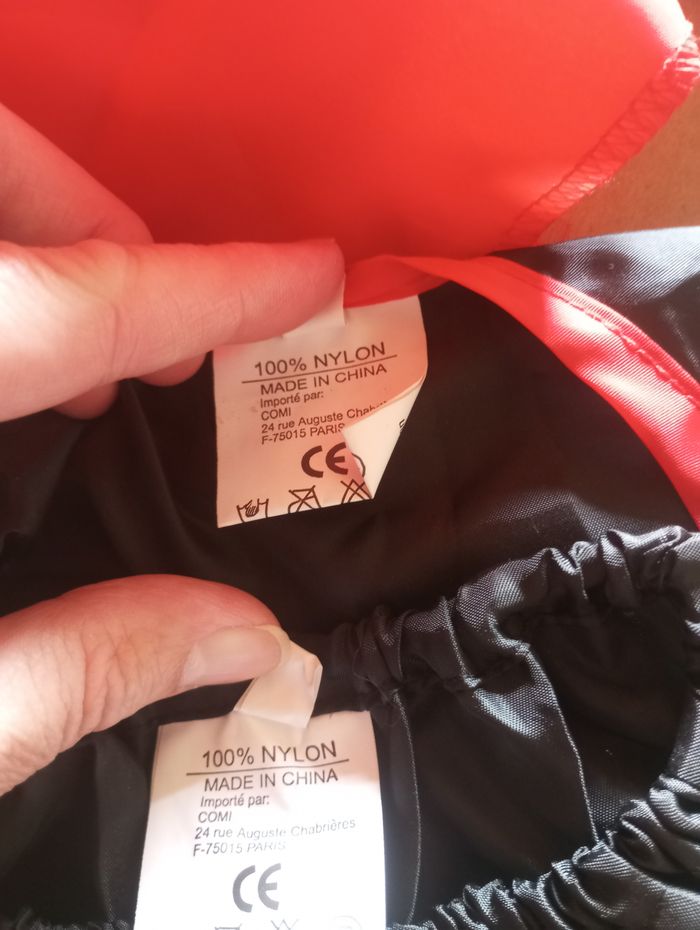 100% NYLON
MADE IN CHINA
Importé par:
COMI
24 rue Auguste
F-75015 PARIS
CE
100% NYLON
MADE IN CHINA
Importé par:
COMI
24 rue Auguste Chabrières
F-75015 PARIS
CE